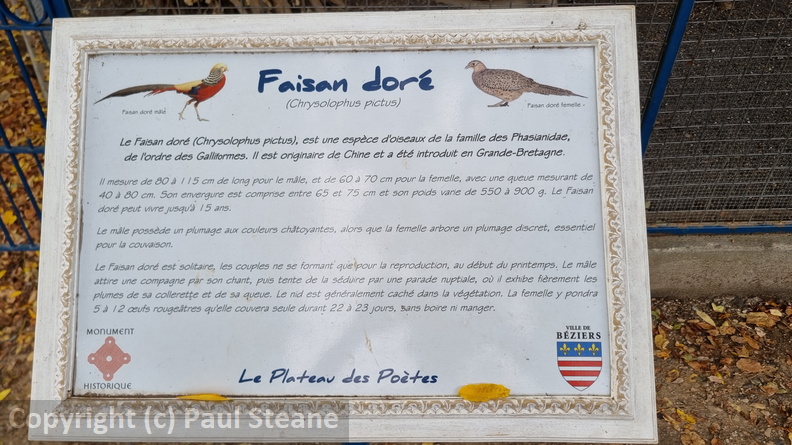 Faisan doré
(Chrysolophus pictus)
Faisan doré mâle
Faisan doré femelle
Le Faisan doré (Chrysolophus pictus), est une espèce d'oiseaux de la famille des Phasianidae,
de l'ordre des Galliformes. Il est originaire de Chine et a été introduit en Grande-Bretagne.
Il mesure de 80 à 115 cm de long pour le mâle, et de 60 à 70 cm pour la femelle, avec une queue mesurant de
40 à 80 cm. Son envergure est comprise entre 65 et 75 cm et son poids varie de 550 à 900 g. Le Faisan
doré peut vivre jusqu'à 15 ans.
Le mâle possède un plumage aux couleurs châtoyantes, alors que la femelle arbore un plumage discret, essentiel
pour la couvaison.
Le Faisan doré est solitaire, les couples ne se formant que pour la reproduction, au début du printemps. Le mâle
attire une compagne par son chant, puis tente de la séduire par une parade nuptiale, où il exhibe fièrement les
plumes de sa collerette et de sa queue. Le nid est généralement caché dans la végétation. La femelle y pondra
5 à 12 œufs rougeâtres qu'elle couvera seule durant 22 à 23 jours, sans boire ni manger.
MONUMENT
HISTORIQUE
Le Plateau des Poètes
VILLE DE
BÉZIERS
Copyright (c) Paul Steane